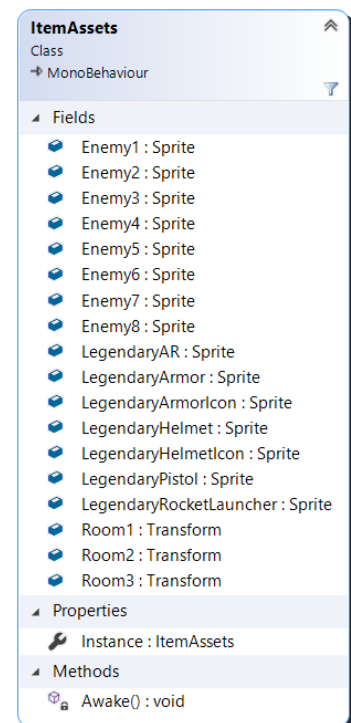 ItemAssets
Class
MonoBehaviour
Fields
Enemy1 : Sprite
Enemy2 : Sprite
Enemy3 : Sprite
Enemy4 : Sprite
Enemy5 : Sprite
Enemy6 : Sprite
Enemy7 : Sprite
Enemy8 : Sprite
LegendaryAR : Sprite
LegendaryArmor : Sprite
LegendaryArmorIcon : Sprite
LegendaryHelmet : Sprite
LegendaryHelmetIcon : Sprite
LegendaryPistol : Sprite
LegendaryRocketLauncher : Sprite
Room1 : Transform
Room2 : Transform
Room3 : Transform
Properties
Instance : ItemAssets
Methods
Awake() : void